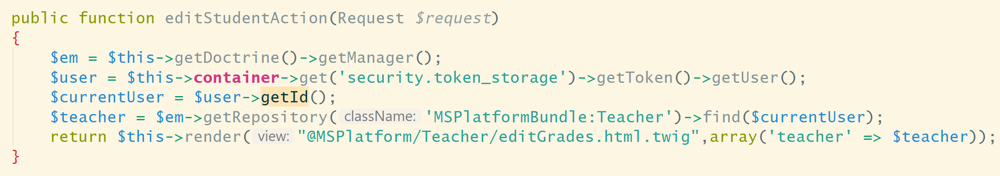 public function editStudentAction(Request $request)
{
    $em = $this->getDoctrine()->getManager();
    $user = $this->container->get('security.token_storage')->getToken()->getUser();
    $currentUser = $user->getId();
    $teacher = $em->getRepository( className: 'MSPlatformBundle:Teacher')->find($currentUser);
    return $this->render( view: "@MSPlatform/Teacher/editGrades.html.twig",array('teacher' => $teacher));
}